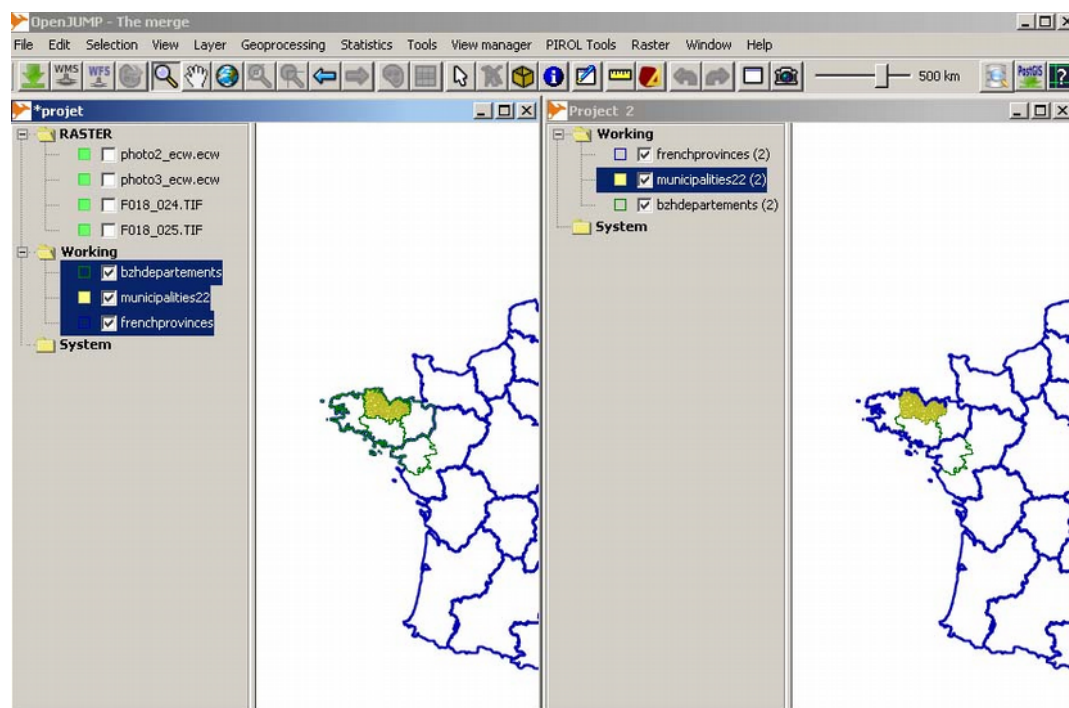 OpenJUMP - The merge
File Edit Selection View Layer Geoprocessing Statistics Tools View manager PIROL Tools Raster Window Help
WMS WFS 500 km PostGIS
*projet
RASTER
photo2_ecw.ecw
photo3_ecw.ecw
F018_024.TIF
F018_025.TIF
Working
bzhdepartements
municipalities22
frenchprovinces
System
Project 2
Working
frenchprovinces (2)
municipalities22 (2)
bzhdepartements (2)
System